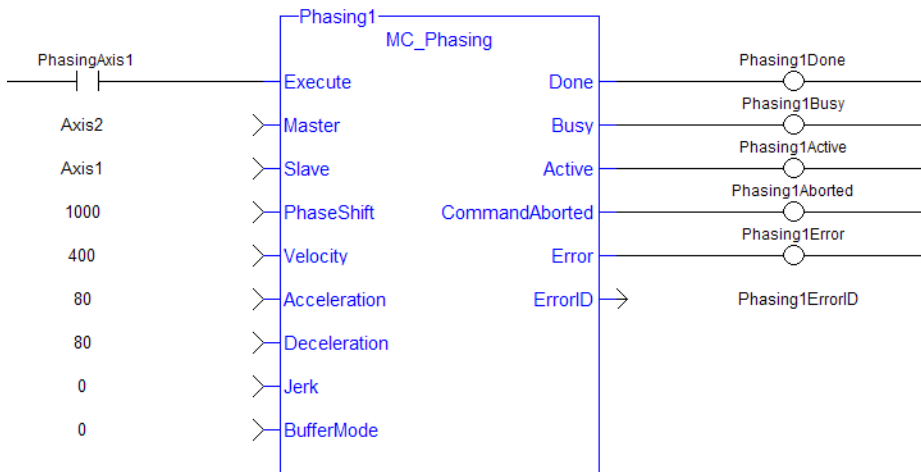 Phasing1
MC_Phasing
PhasingAxis1
Execute
Done
Phasing1Done
Axis2
Master
Busy
Phasing1Busy
Axis1
Slave
Active
Phasing1Active
1000
PhaseShift
CommandAborted
Phasing1Aborted
400
Velocity
Error
Phasing1Error
80
Acceleration
ErrorID
Phasing1ErrorID
80
Deceleration
0
Jerk
0
BufferMode